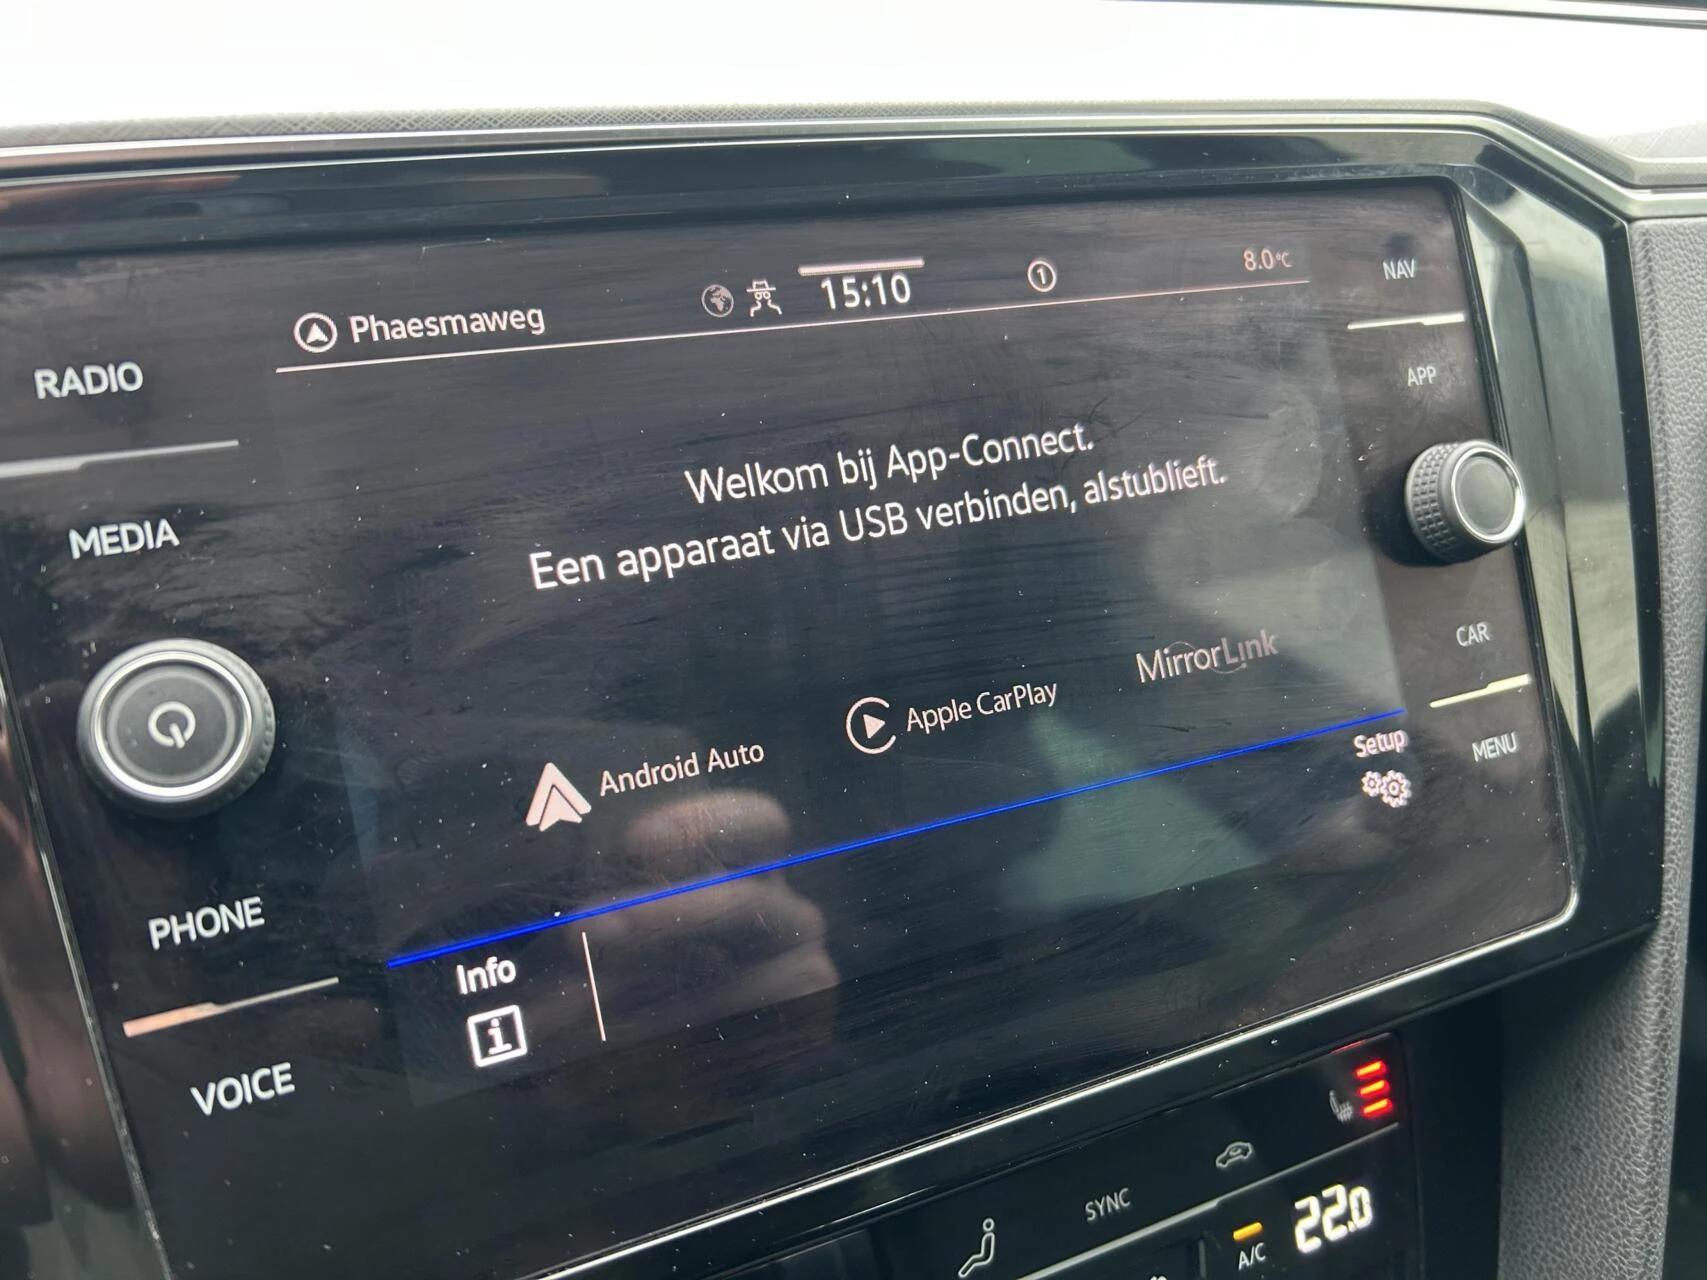 Phaesmaweg
15:10
1
8.0°C
NAV
RADIO
APP
Welkom bij App-Connect.
Een apparaat via USB verbinden, alstublieft.
MEDIA
CAR
MirrorLink
Apple CarPlay
Android Auto
Setup
MENU
PHONE
Info
i
VOICE
SYNC
A/C
22.0